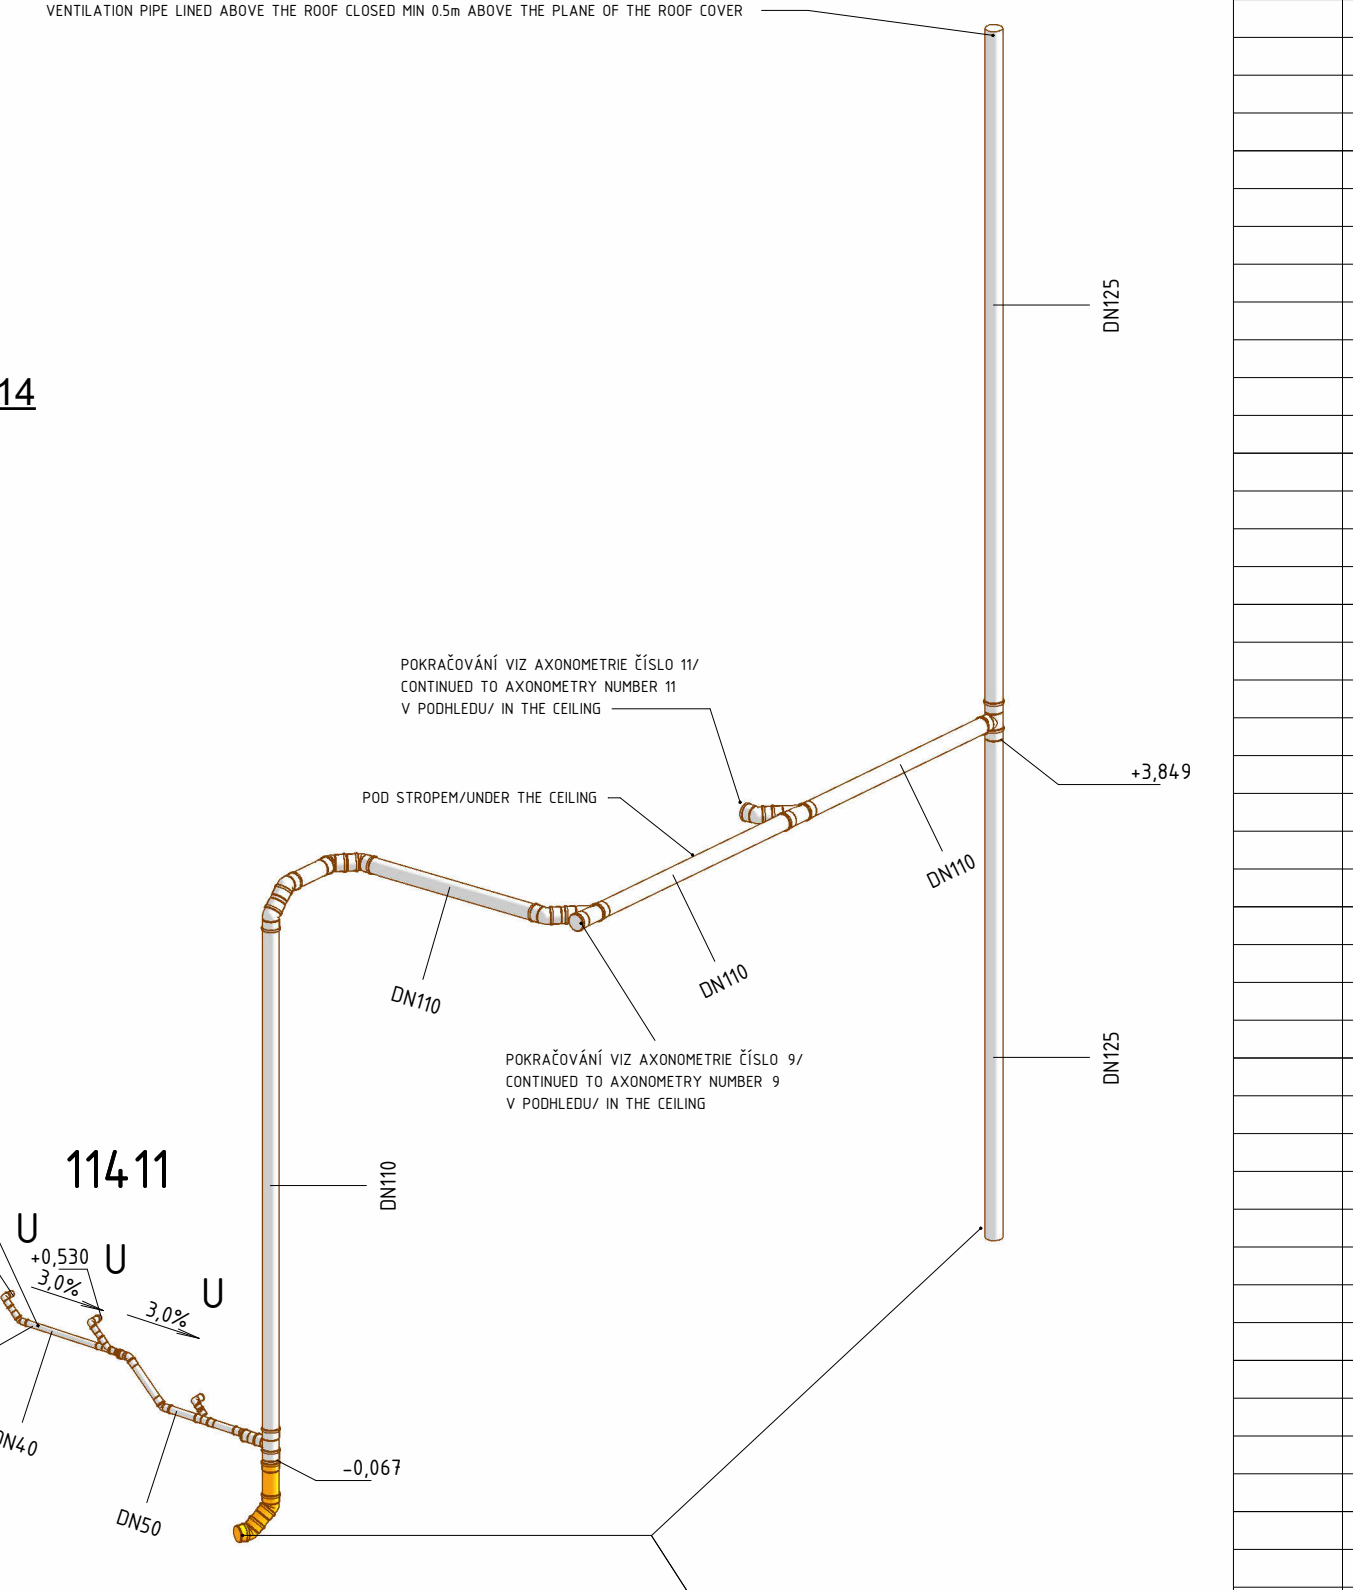 VENTILATION PIPE LINED ABOVE THE ROOF CLOSED MIN 0.5m ABOVE THE PLANE OF THE ROOF COVER
DN125
14
POKRAČOVÁNÍ VIZ AXONOMETRIE ČÍSLO 11/
CONTINUED TO AXONOMETRY NUMBER 11
V PODHLEDU/ IN THE CEILING
+3,849
POD STROPEM/UNDER THE CEILING
DN110
DN110
DN110
POKRAČOVÁNÍ VIZ AXONOMETRIE ČÍSLO 9/
CONTINUED TO AXONOMETRY NUMBER 9
V PODHLEDU/ IN THE CEILING
DN125
11411
DN110
U
+0,530
U
3,0%
U
3,0%
DN40
-0,067
DN50